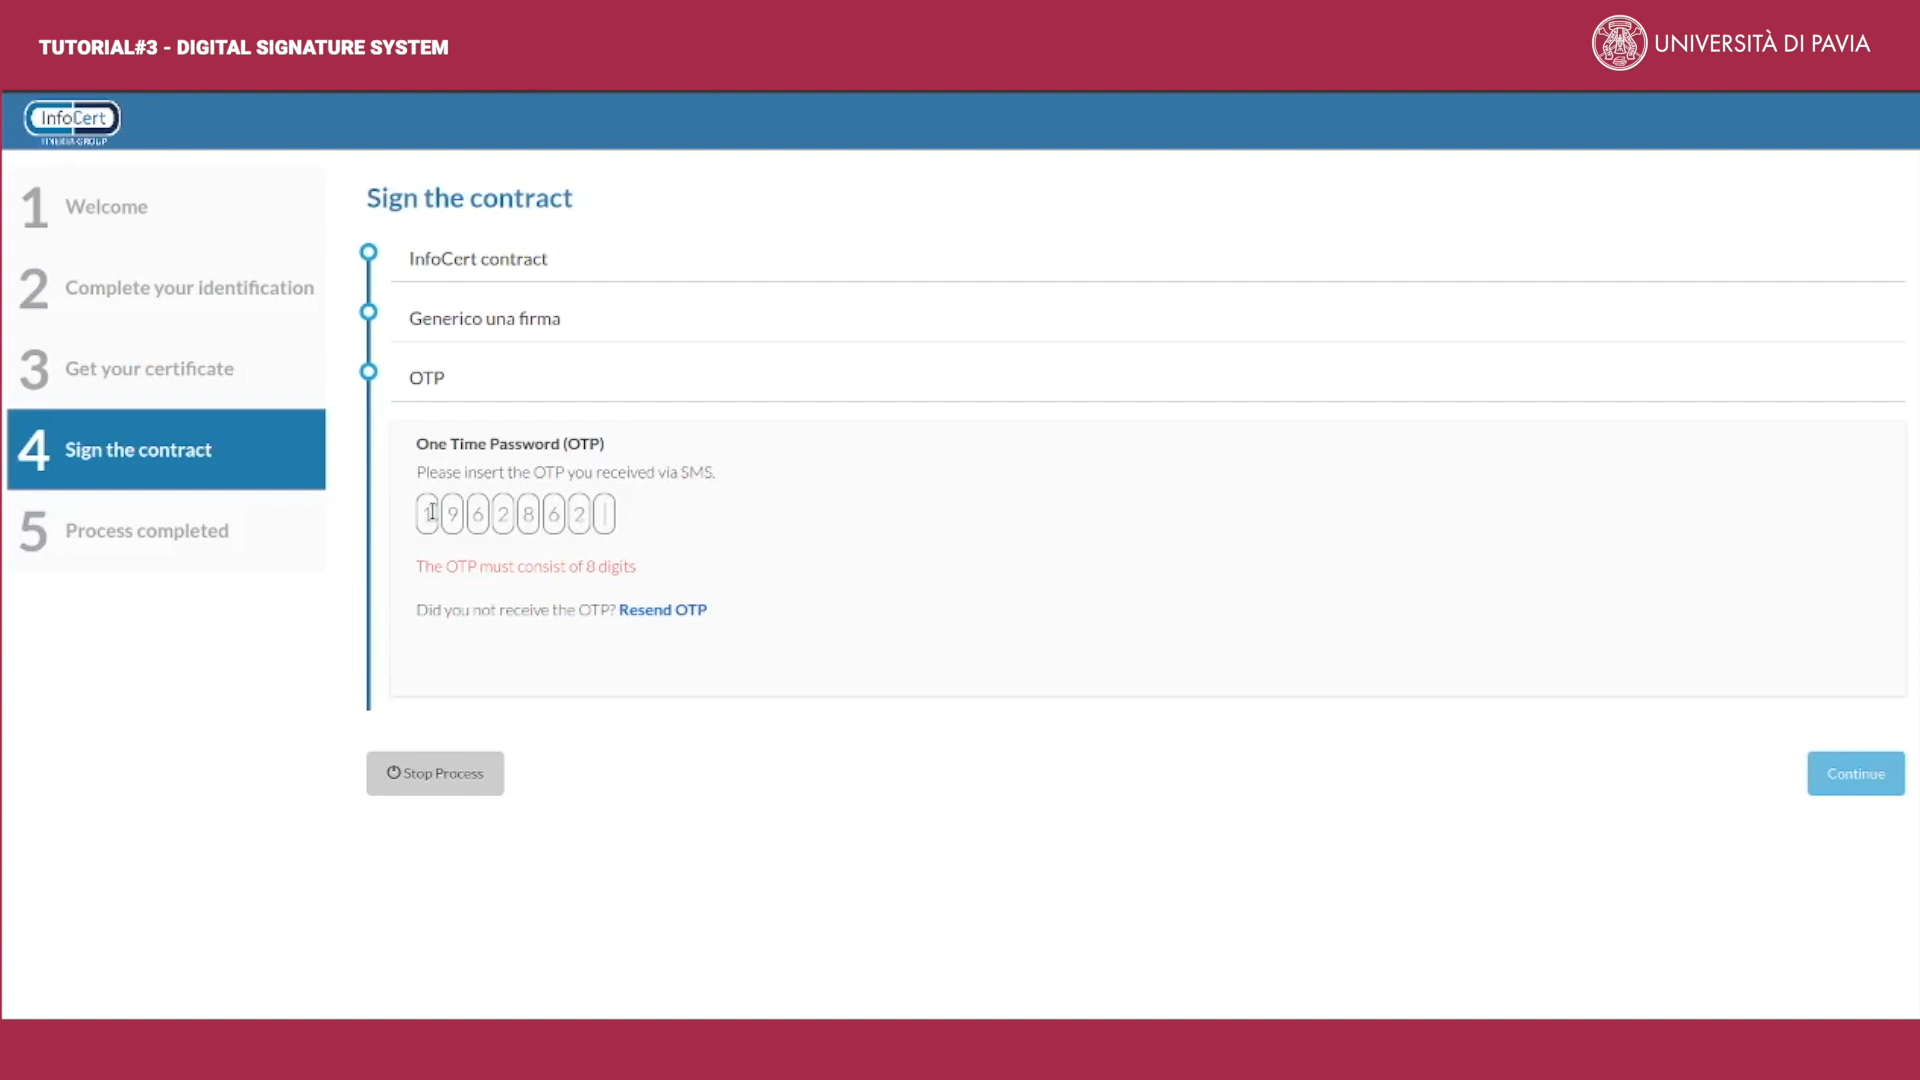 TUTORIAL#3 - DIGITAL SIGNATURE SYSTEM
UNIVERSITÀ DI PAVIA
InfoCert
1 Welcome
2 Complete your identification
3 Get your certificate
4 Sign the contract
5 Process completed
Sign the contract
InfoCert contract
Generico una firma
OTP
One Time Password (OTP)
Please insert the OTP you received via SMS.
1 9 6 2 8 6 2
The OTP must consist of 8 digits
Did you not receive the OTP? Resend OTP
Stop Process
Continue